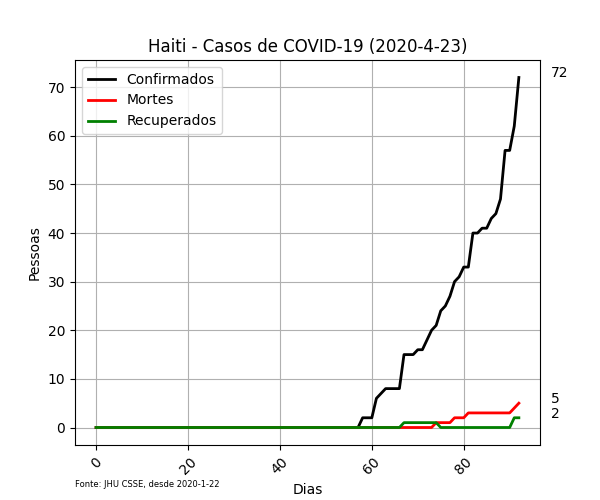 Haiti - Casos de COVID-19 (2020-4-23)
Confirmados
Mortes
Recuperados
Pessoas
70
60
50
40
30
20
10
0
72
5
2
0
20
40
60
80
Dias
Fonte: JHU CSSE, desde 2020-1-22